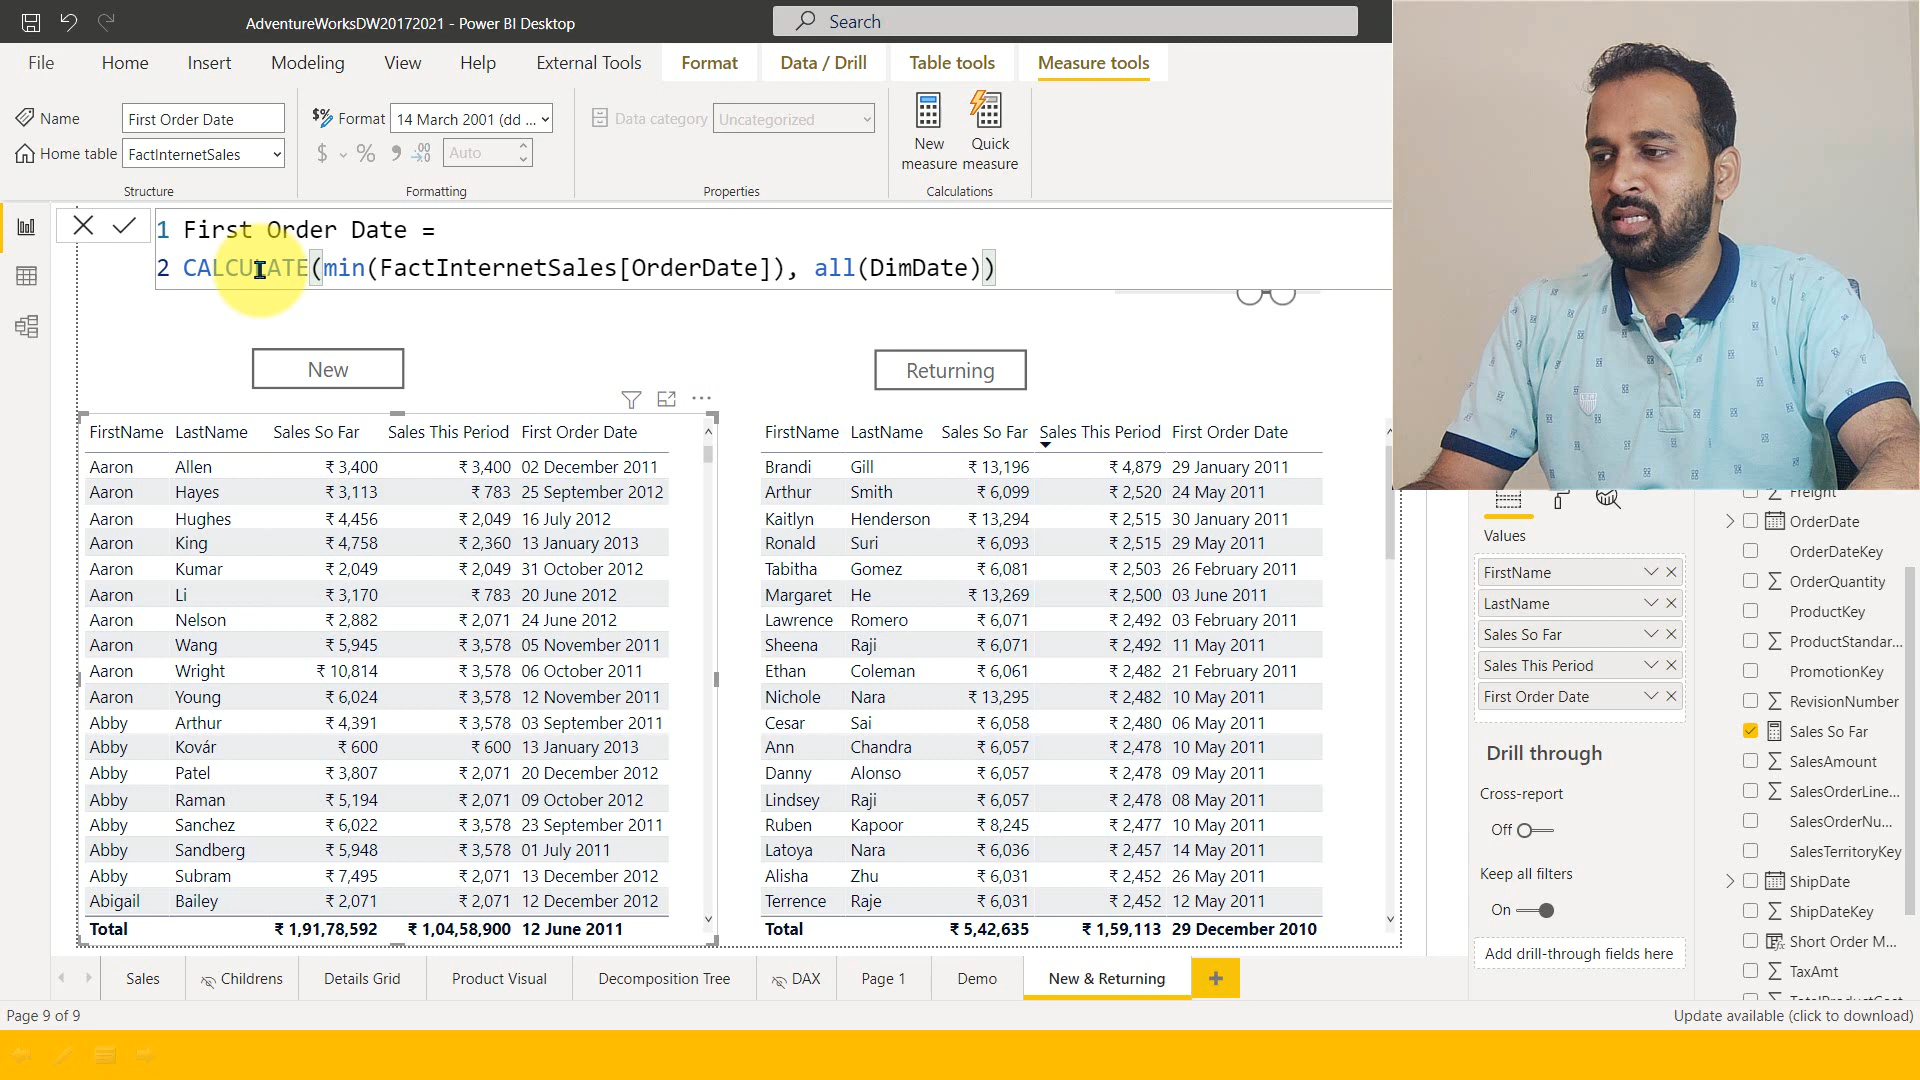 AdventureWorksDW20172021 - Power BI Desktop
Search
File Home Insert Modeling View Help External Tools Format Data / Drill Table tools Measure tools
Name First Order Date
Home table FactInternetSales
Structure
Format 14 March 2001 (dd ...
$ % Auto
Formatting
Data category Uncategorized
Properties
New measure
Quick measure
Calculations
1 First Order Date =
2 CALCULATE(min(FactInternetSales[OrderDate]), all(DimDate))
New
FirstName LastName Sales So Far Sales This Period First Order Date
Aaron Allen ₹ 3,400 ₹ 3,400 02 December 2011
Aaron Hayes ₹ 3,113 ₹ 783 25 September 2012
Aaron Hughes ₹ 4,456 ₹ 2,049 16 July 2012
Aaron King ₹ 4,758 ₹ 2,360 13 January 2013
Aaron Kumar ₹ 2,049 ₹ 2,049 31 October 2012
Aaron Li ₹ 3,170 ₹ 783 20 June 2012
Aaron Nelson ₹ 2,882 ₹ 2,071 24 June 2012
Aaron Wang ₹ 5,945 ₹ 3,578 05 November 2011
Aaron Wright ₹ 10,814 ₹ 3,578 06 October 2011
Aaron Young ₹ 6,024 ₹ 3,578 12 November 2011
Abby Arthur ₹ 4,391 ₹ 3,578 03 September 2011
Abby Kovár ₹ 600 ₹ 600 13 January 2013
Abby Patel ₹ 3,807 ₹ 2,071 20 December 2012
Abby Raman ₹ 5,194 ₹ 2,071 09 October 2012
Abby Sanchez ₹ 6,022 ₹ 3,578 23 September 2011
Abby Sandberg ₹ 5,948 ₹ 3,578 01 July 2011
Abby Subram ₹ 7,495 ₹ 2,071 13 December 2012
Abigail Bailey ₹ 2,071 ₹ 2,071 12 December 2012
Total ₹ 1,91,78,592 ₹ 1,04,58,900 12 June 2011
Returning
FirstName LastName Sales So Far Sales This Period First Order Date
Brandi Gill ₹ 13,196 ₹ 4,879 29 January 2011
Arthur Smith ₹ 6,099 ₹ 2,520 24 May 2011
Kaitlyn Henderson ₹ 13,294 ₹ 2,515 30 January 2011
Ronald Suri ₹ 6,093 ₹ 2,515 29 May 2011
Tabitha Gomez ₹ 6,081 ₹ 2,503 26 February 2011
Margaret He ₹ 13,269 ₹ 2,500 03 June 2011
Lawrence Romero ₹ 6,071 ₹ 2,492 03 February 2011
Sheena Raji ₹ 6,071 ₹ 2,492 11 May 2011
Ethan Coleman ₹ 6,061 ₹ 2,482 21 February 2011
Nichole Nara ₹ 13,295 ₹ 2,482 10 May 2011
Cesar Sai ₹ 6,058 ₹ 2,480 06 May 2011
Ann Chandra ₹ 6,057 ₹ 2,478 10 May 2011
Danny Alonso ₹ 6,057 ₹ 2,478 09 May 2011
Lindsey Raji ₹ 6,057 ₹ 2,478 08 May 2011
Ruben Kapoor ₹ 8,245 ₹ 2,477 10 May 2011
Latoya Nara ₹ 6,036 ₹ 2,457 14 May 2011
Alisha Zhu ₹ 6,031 ₹ 2,452 26 May 2011
Terrence Raje ₹ 6,031 ₹ 2,452 12 May 2011
Total ₹ 5,42,635 ₹ 1,59,113 29 December 2010
Values
FirstName
LastName
Sales So Far
Sales This Period
First Order Date
Drill through
Cross-report
Off
Keep all filters
On
Add drill-through fields here
Freight
OrderDate
OrderDateKey
OrderQuantity
ProductKey
ProductStandar...
PromotionKey
RevisionNumber
Sales So Far
SalesAmount
SalesOrderLine...
SalesOrderNu...
SalesTerritoryKey
ShipDate
ShipDateKey
Short Order M...
TaxAmt
Sales Childrens Details Grid Product Visual Decomposition Tree DAX Page 1 Demo New & Returning +
Page 9 of 9
Update available (click to download)